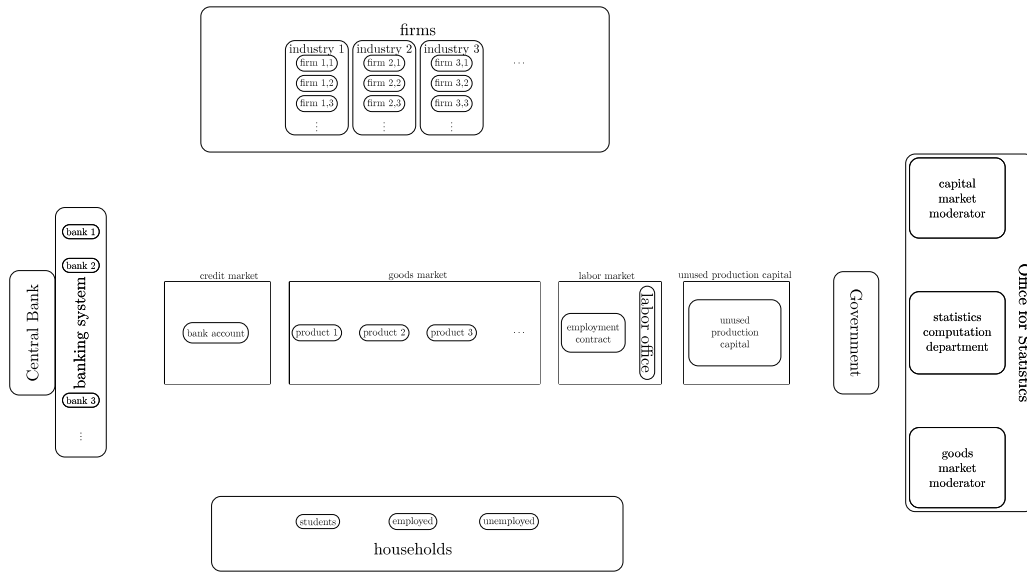 firms
industry 1 industry 2 industry 3
firm 1,1 firm 2,1 firm 3,1 ...
firm 1,2 firm 2,2 firm 3,2
firm 1,3 firm 2,3 firm 3,3
⋮ ⋮ ⋮
Central Bank
banking system
bank 1
bank 2
bank 3
⋮
credit market
bank account
goods market
product 1 product 2 product 3 ...
labor market
employment
contract
labor office
unused production capital
unused
production
capital
Government
capital
market
moderator
statistics
computation
department
goods
market
moderator
Office for Statistics
students employed unemployed
households